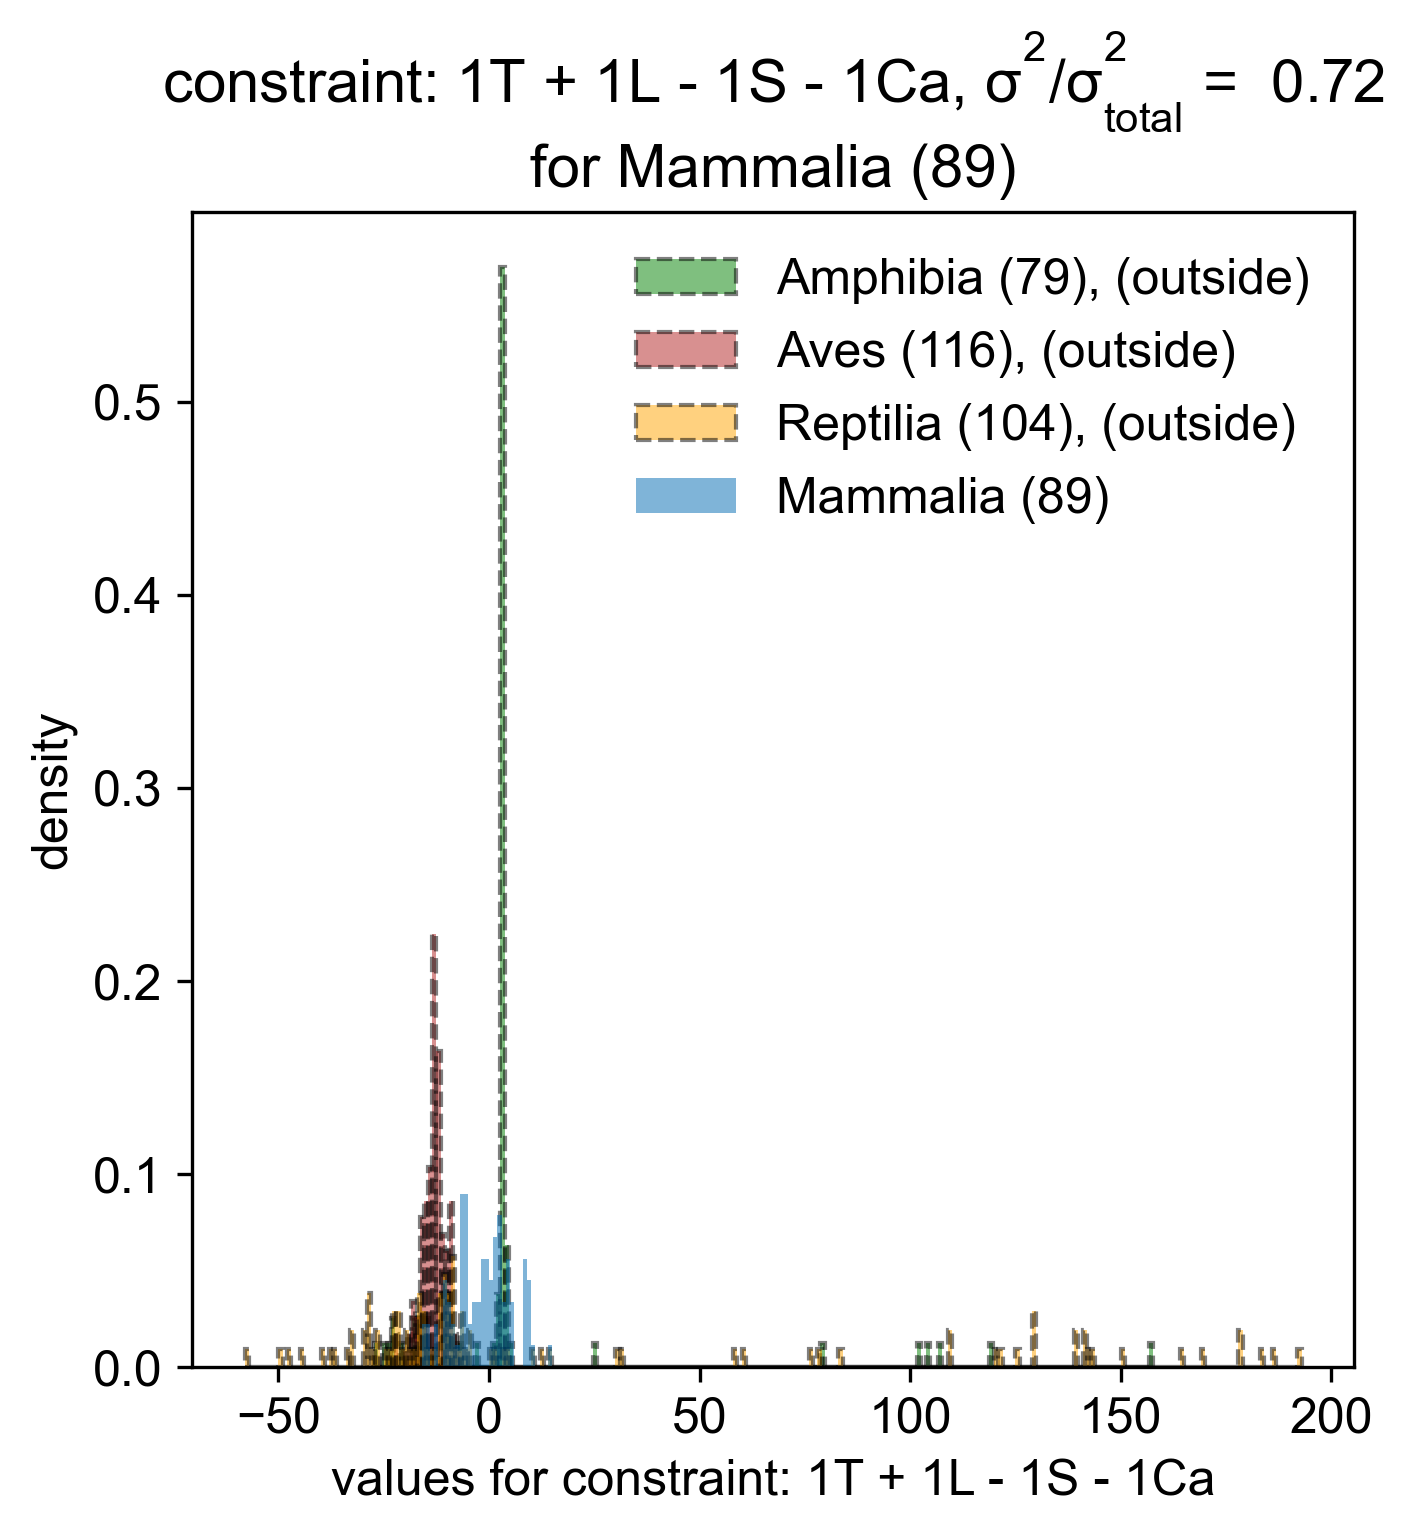 constraint: 1T + 1L - 1S - 1Ca, σ²/σ²total = 0.72
for Mammalia (89)
Amphibia (79), (outside)
Aves (116), (outside)
Reptilia (104), (outside)
Mammalia (89)
density
0.5
0.4
0.3
0.2
0.1
0.0
−50 0 50 100 150 200
values for constraint: 1T + 1L - 1S - 1Ca